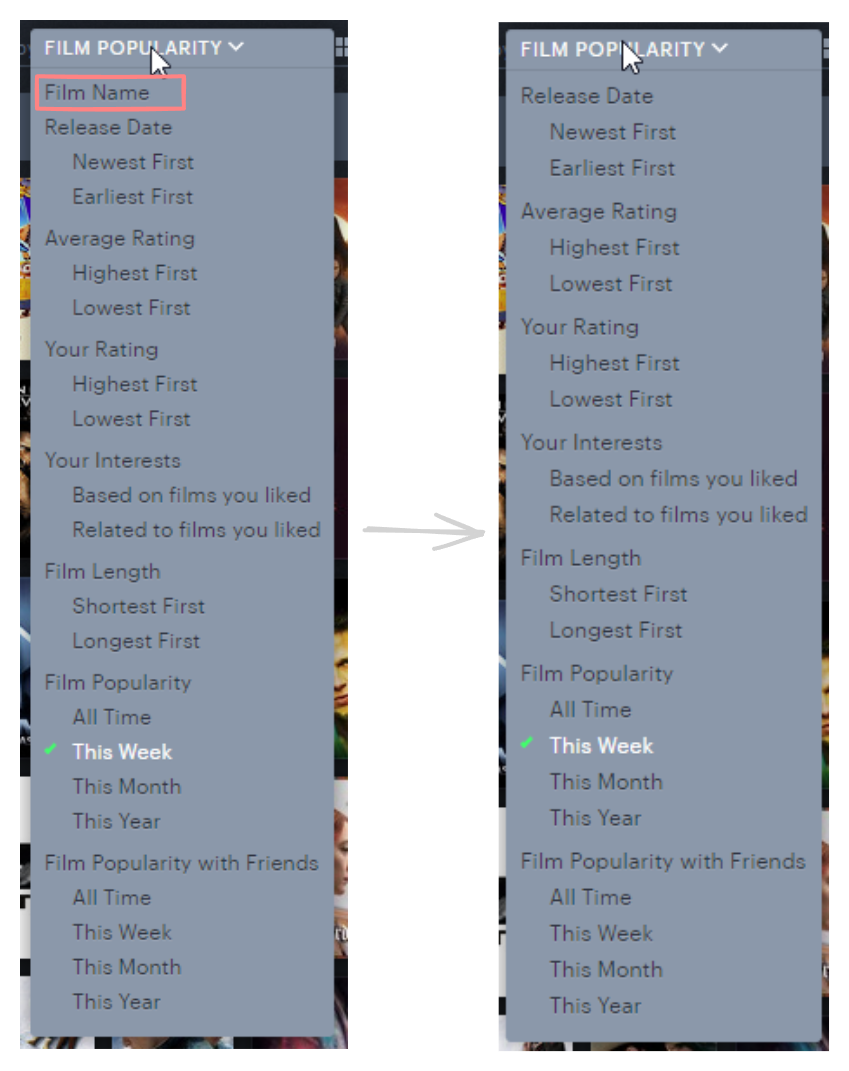 FILM POPULARITY
Film Name
Release Date
Newest First
Earliest First
Average Rating
Highest First
Lowest First
Your Rating
Highest First
Lowest First
Your Interests
Based on films you liked
Related to films you liked
Film Length
Shortest First
Longest First
Film Popularity
All Time
This Week
This Month
This Year
Film Popularity with Friends
All Time
This Week
This Month
This Year
FILM POPULARITY
Release Date
Newest First
Earliest First
Average Rating
Highest First
Lowest First
Your Rating
Highest First
Lowest First
Your Interests
Based on films you liked
Related to films you liked
Film Length
Shortest First
Longest First
Film Popularity
All Time
This Week
This Month
This Year
Film Popularity with Friends
All Time
This Week
This Month
This Year